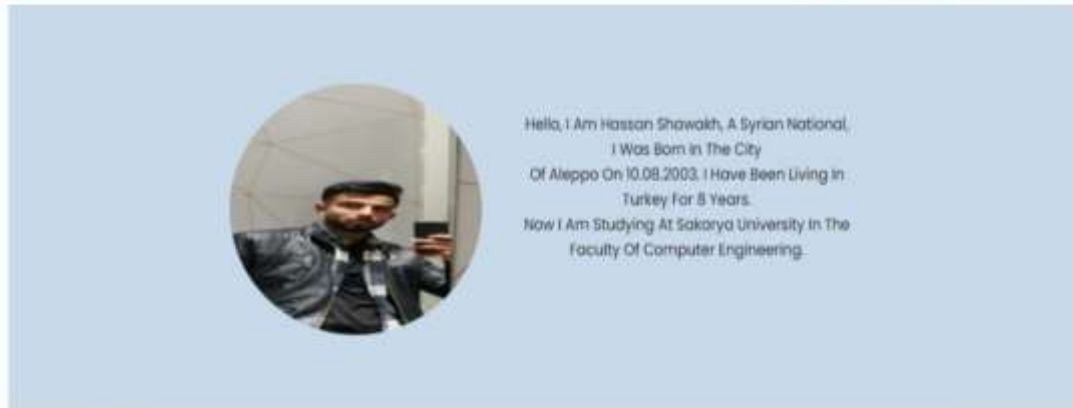 Hello, I Am Hassan Shawakh, A Syrian National,
I Was Born In The City
Of Aleppo On 10.08.2003. I Have Been Living In
Turkey For 8 Years.
Now I Am Studying At Sakarya University In The
Faculty Of Computer Engineering.